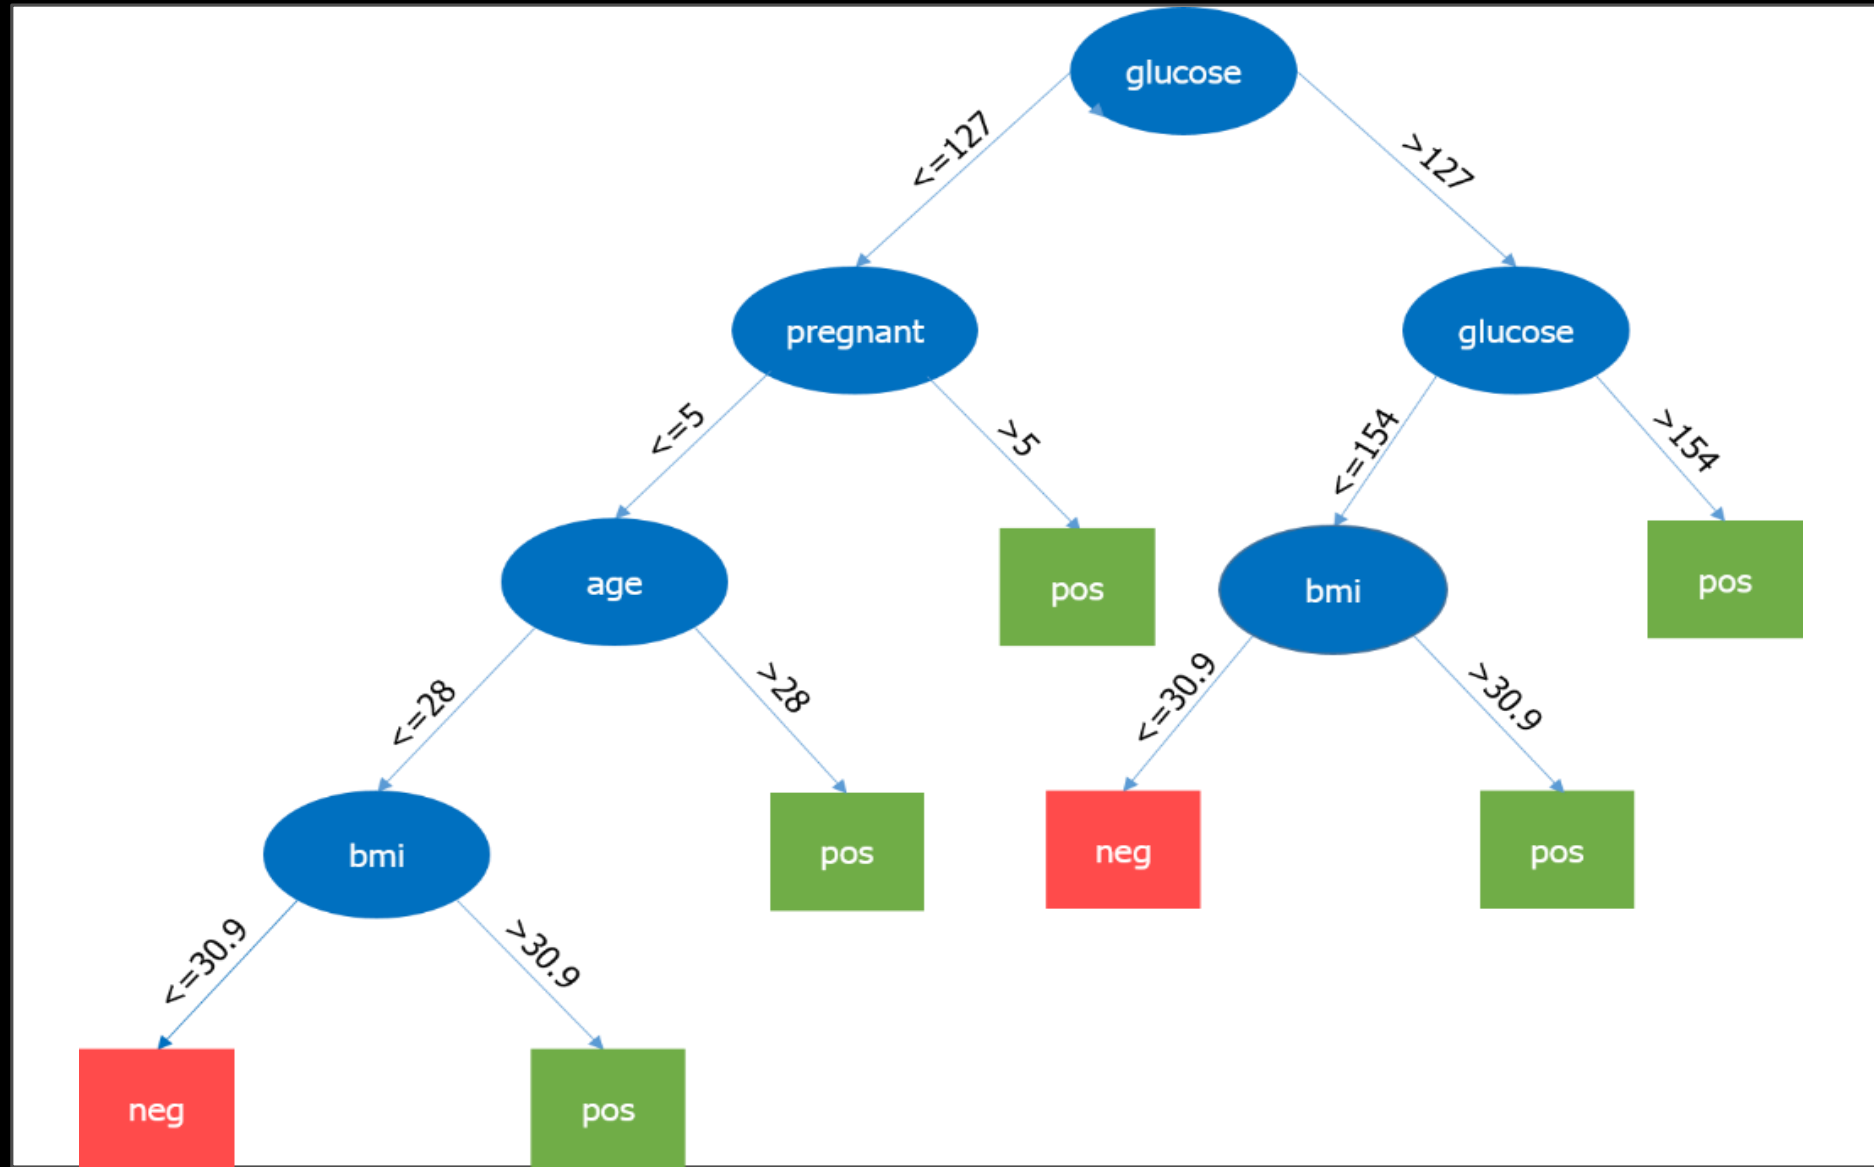 glucose
<=127
>127
pregnant
glucose
<=5
>5
<=154
>154
age
pos
bmi
pos
<=28
>28
<=30.9
>30.9
bmi
pos
neg
pos
<=30.9
>30.9
neg
pos